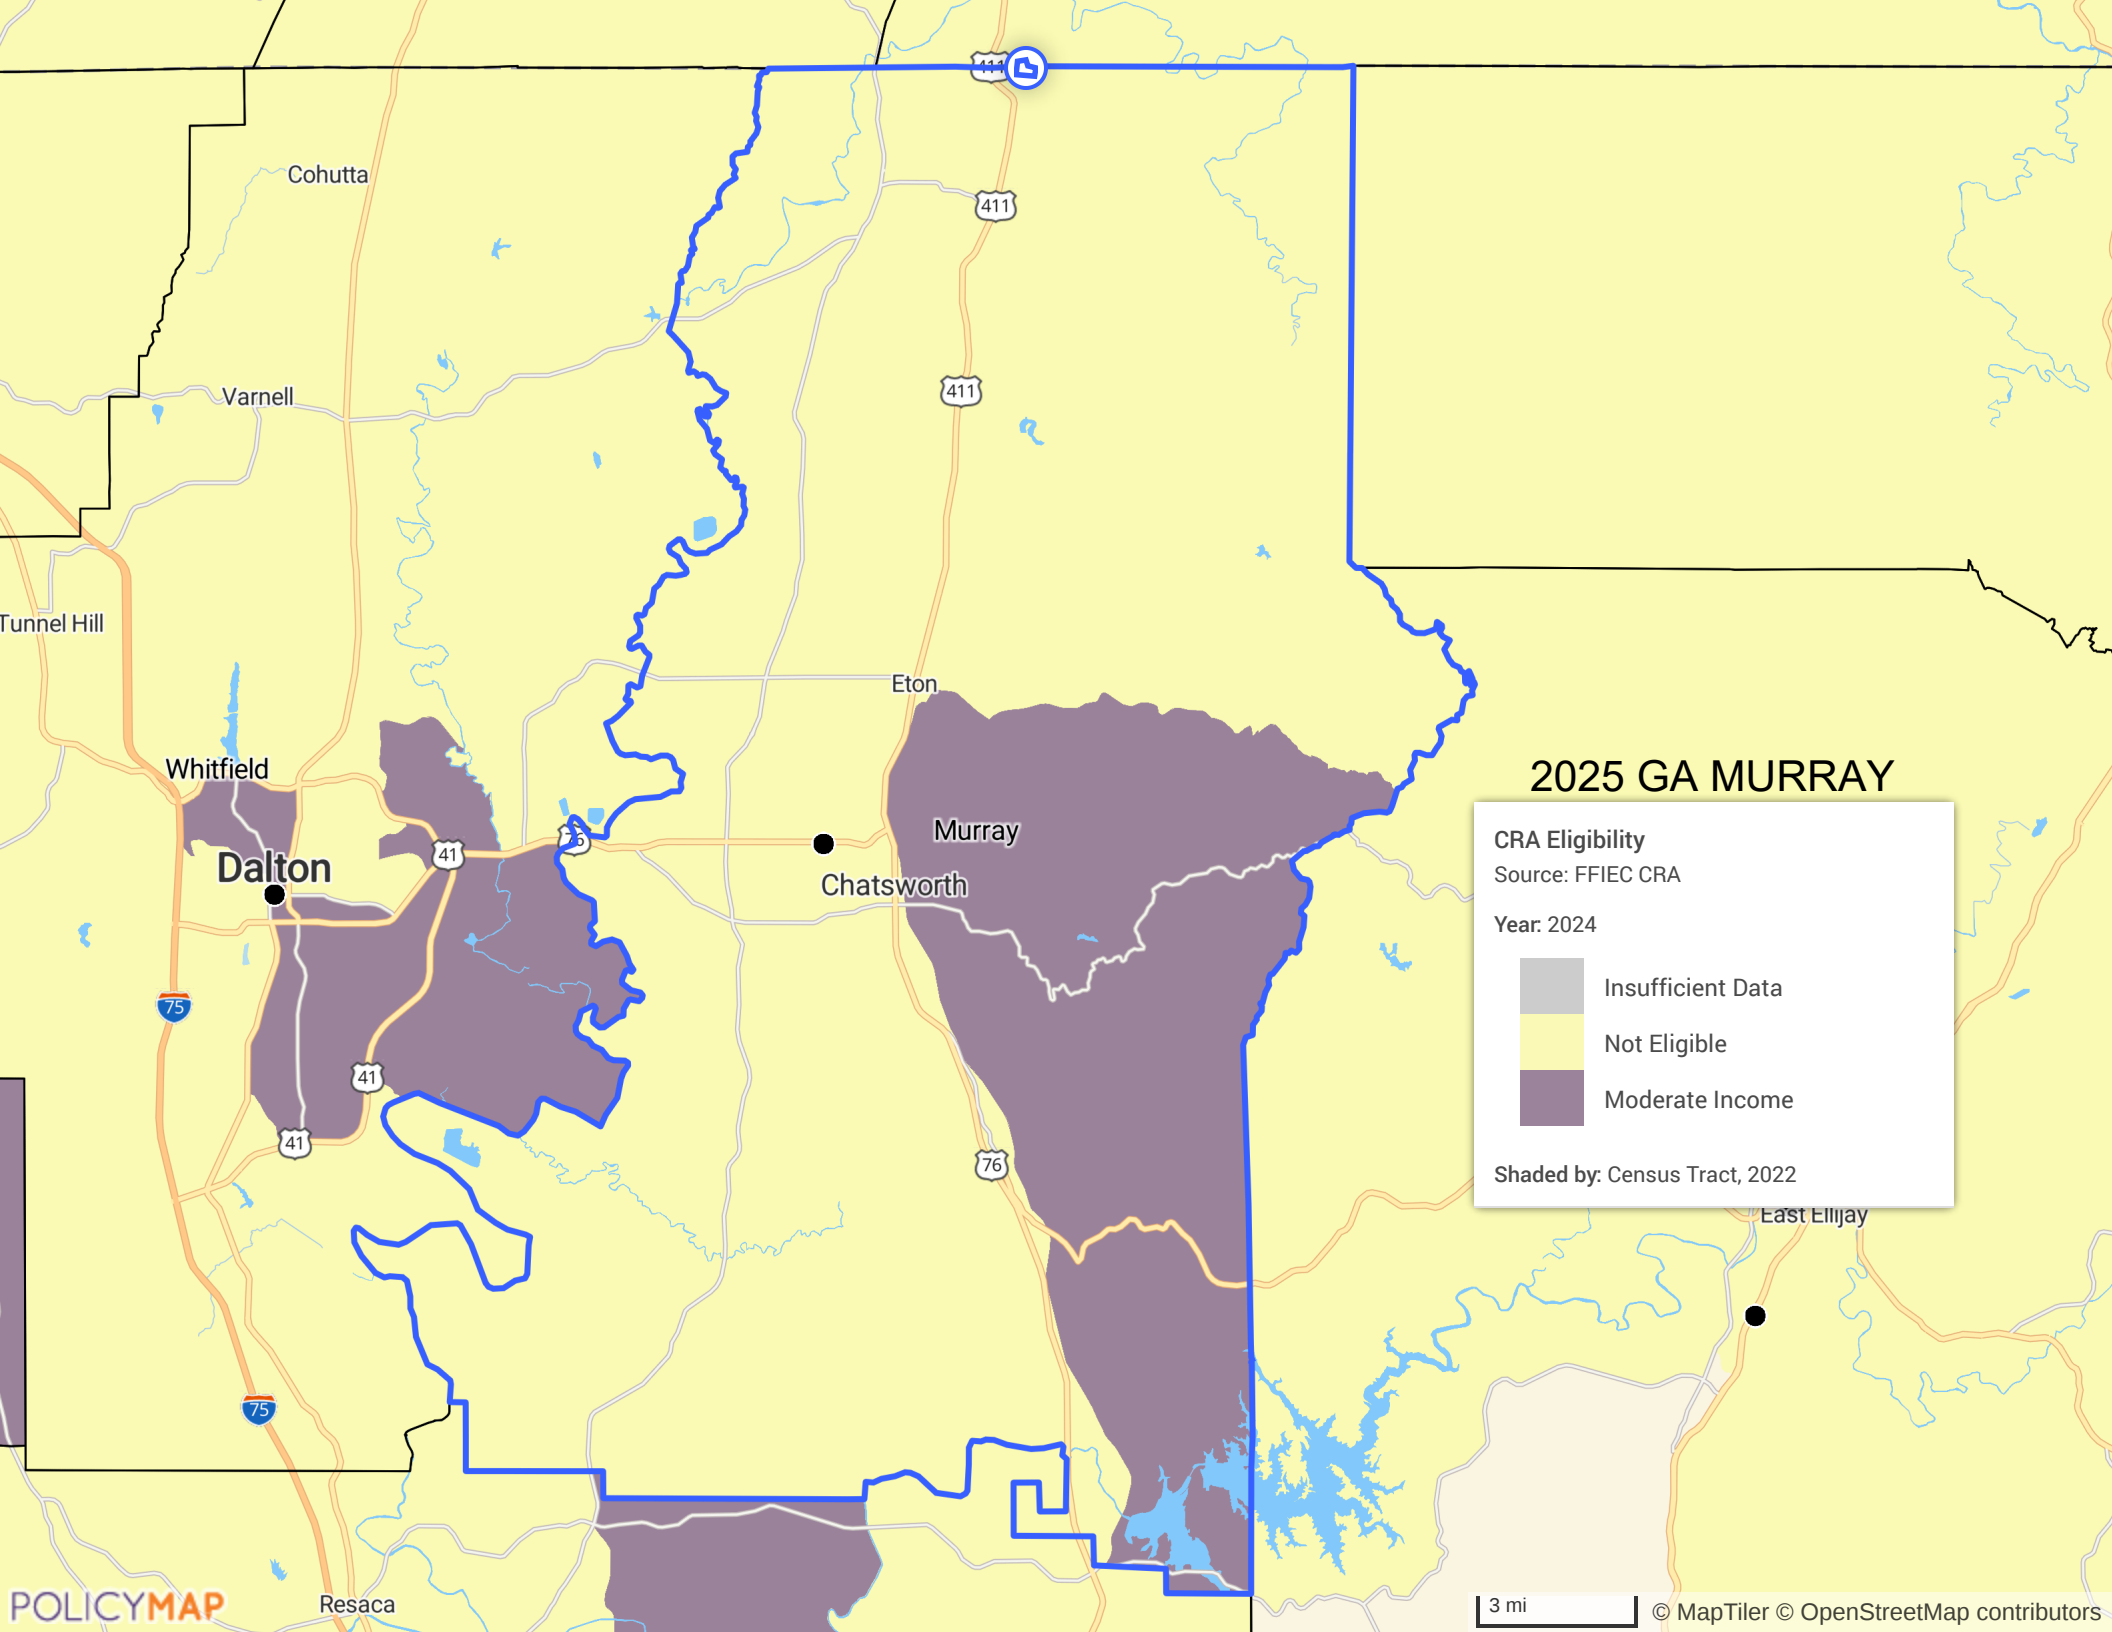 411
Cohutta
411
411
Varnell
Tunnel Hill
Eton
Whitfield
2025 GA MURRAY
CRA Eligibility
Source: FFIEC CRA
Year: 2024
Insufficient Data
Not Eligible
Moderate Income
Shaded by: Census Tract, 2022
Murray
76
41
Dalton
Chatsworth
75
41
41
76
East Ellijay
75
Resaca
POLICYMAP
3 mi
© MapTiler © OpenStreetMap contributors